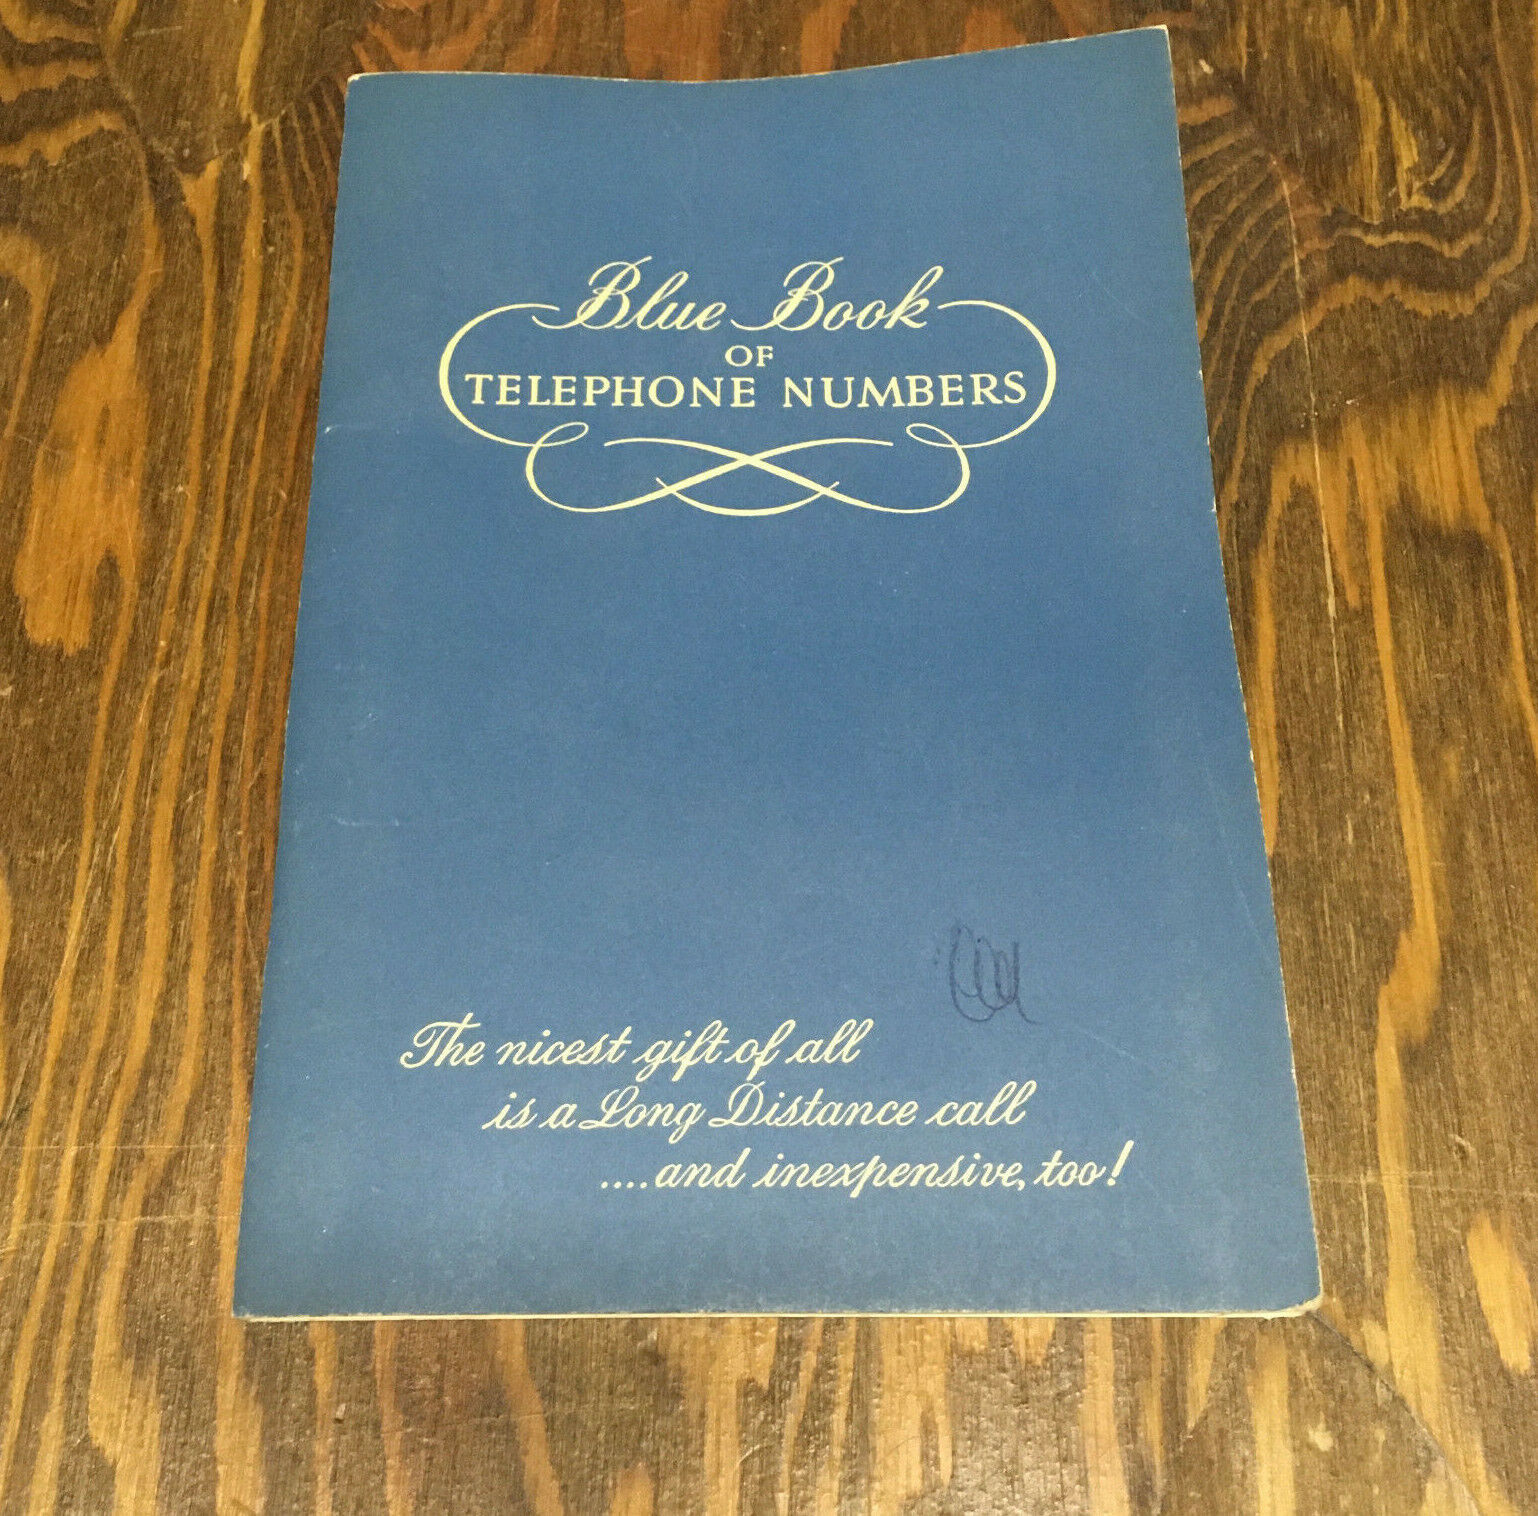 Blue Book
OF
TELEPHONE NUMBERS
The nicest gift of all
is a Long Distance call
....and inexpensive, too!